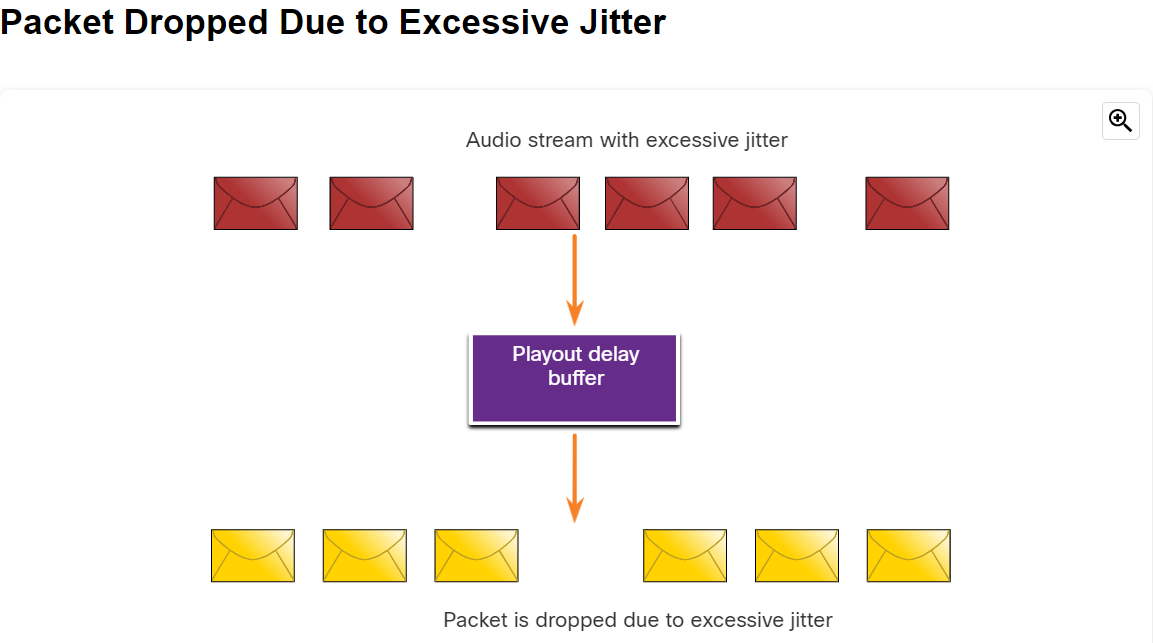 Packet Dropped Due to Excessive Jitter
Audio stream with excessive jitter
Playout delay
buffer
Packet is dropped due to excessive jitter